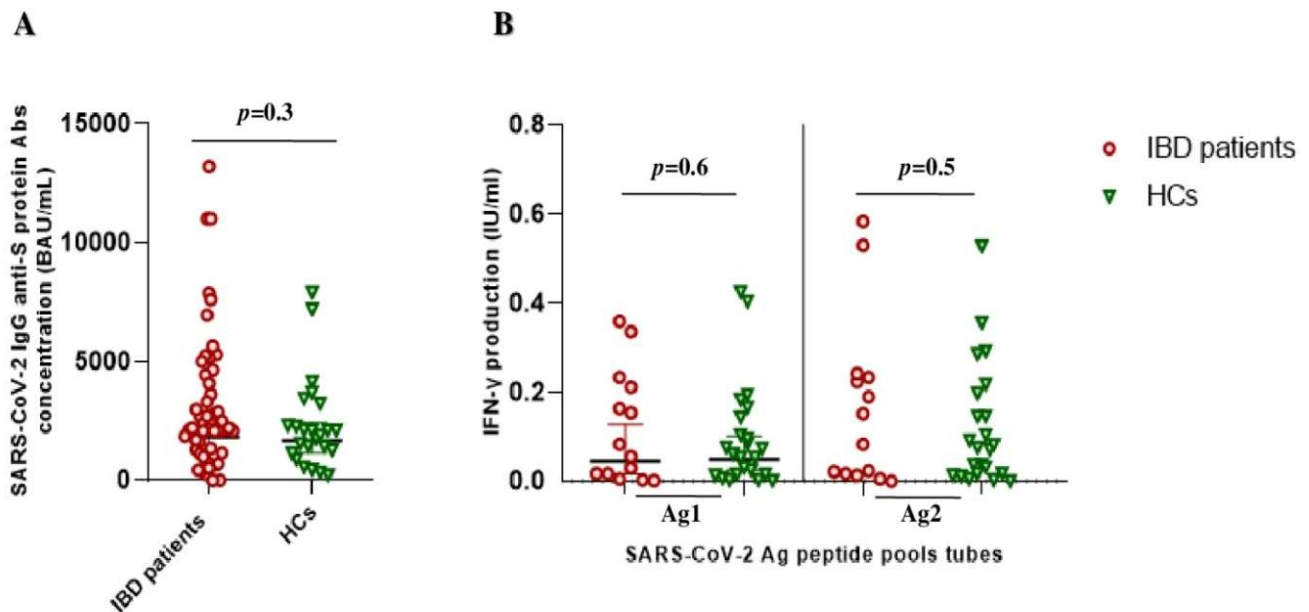 A
SARS-CoV-2 IgG anti-S protein Abs
concentration (BAU/mL)
15000
10000
5000
0
p=0.3
IBD patients
HCs
B
IFN-γ production (IU/ml)
0.8
0.6
0.4
0.2
0.0
p=0.6
p=0.5
Ag1
Ag2
SARS-CoV-2 Ag peptide pools tubes
IBD patients
HCs